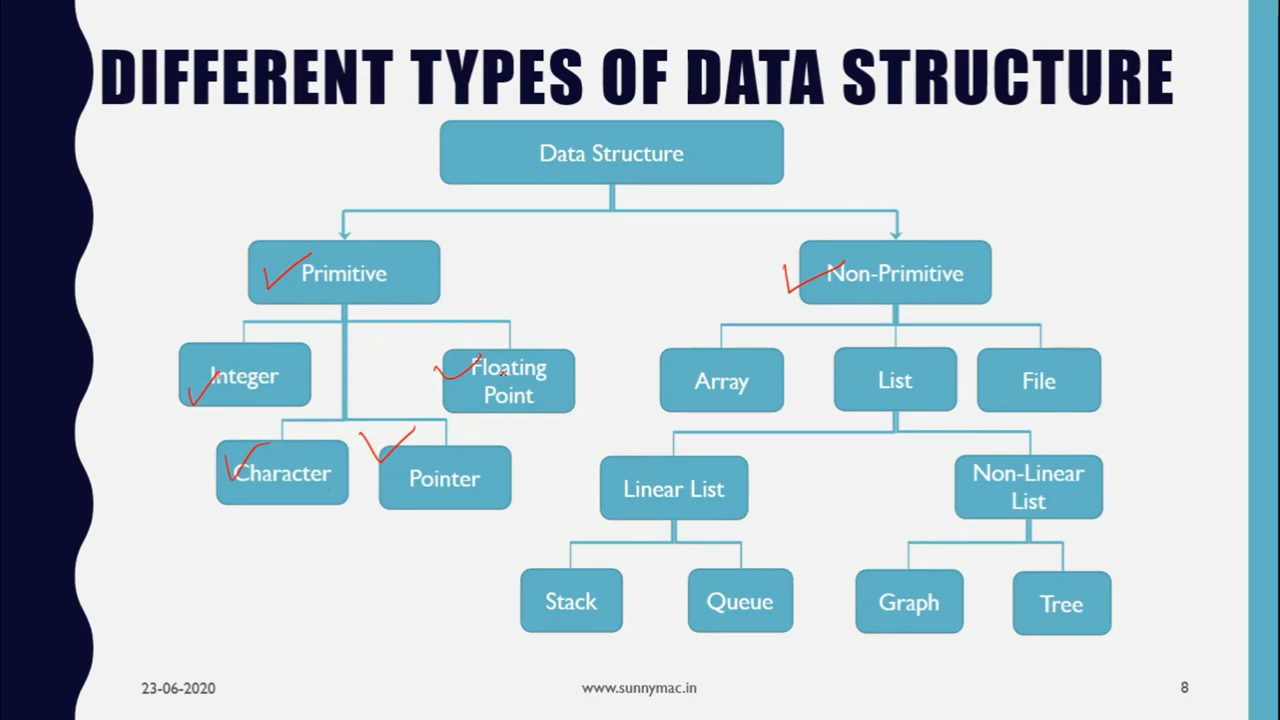 DIFFERENT TYPES OF DATA STRUCTURE
Data Structure
Primitive
Non-Primitive
Integer
Floating
Point
Array
List
File
Character
Pointer
Linear List
Non-Linear
List
Stack
Queue
Graph
Tree
23-06-2020
www.sunnymac.in
8